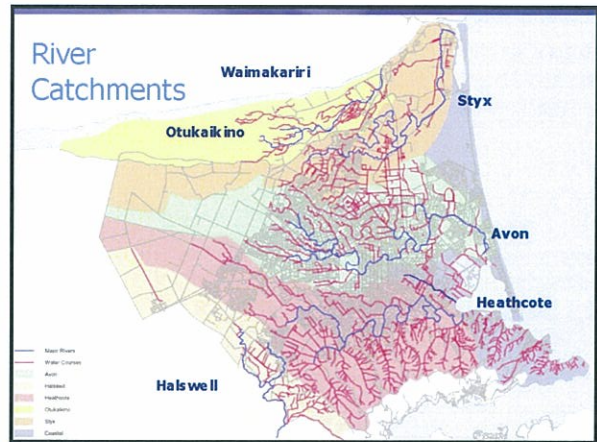 River
Catchments
Waimakariri
Styx
Otukaikino
Avon
Heathcote
Halswell
Major Rivers
Water Courses
Avon
Halswell
Heathcote
Otukaikino
Styx
Coastal